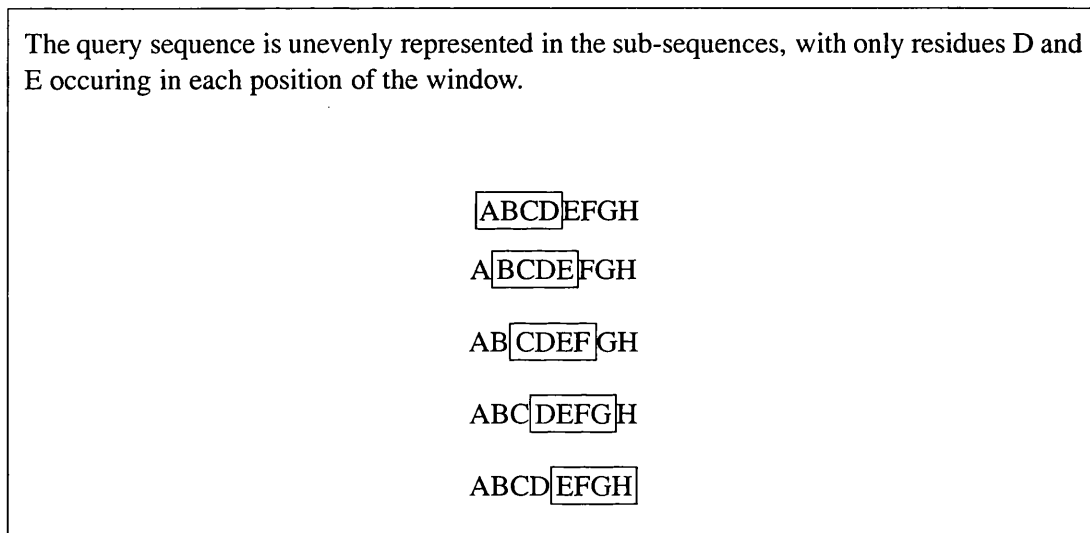 The query sequence is unevenly represented in the sub-sequences, with only residues D and
E occuring in each position of the window.
ABCDEFGH
ABCDEFGH
ABCDEFGH
ABCDEFGH
ABCDEFGH